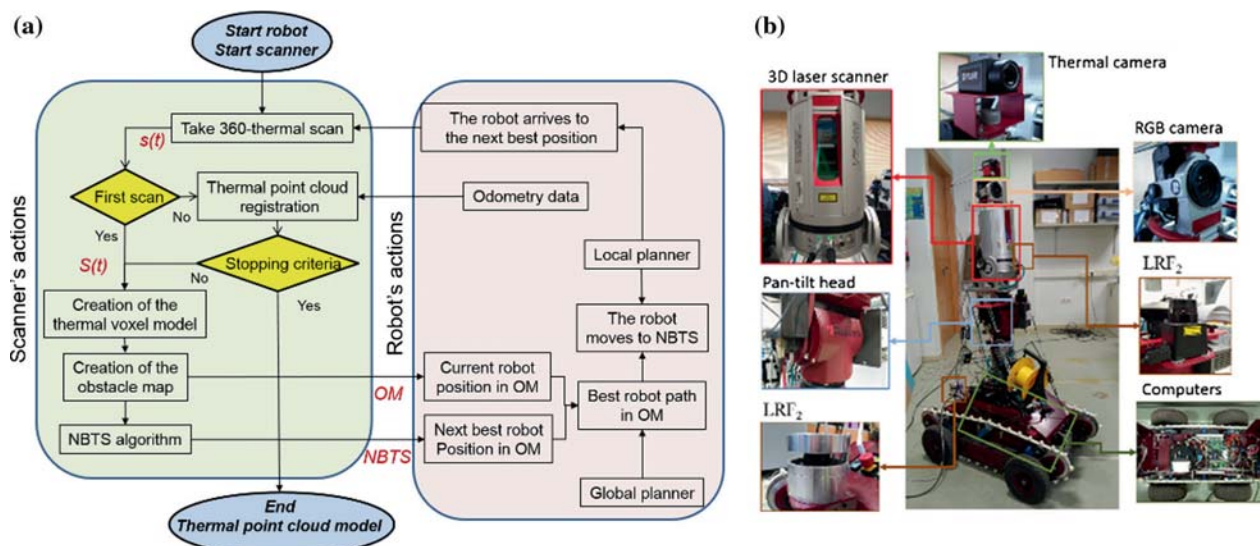 (a)
Start robot
Start scanner
Scanner's actions
Take 360-thermal scan
s(t)
First scan
No
Yes
Thermal point cloud
registration
S(t)
Stopping criteria
No
Yes
Creation of the
thermal voxel model
Creation of the
obstacle map
NBTS algorithm
OM
NBTS
End
Thermal point cloud model
Robot's actions
The robot arrives to
the next best position
Odometry data
Local planner
The robot
moves to NBTS
Current robot
position in OM
Best robot path
in OM
Next best robot
Position in OM
Global planner
(b)
3D laser scanner
Thermal camera
RGB camera
Pan-tilt head
LRF₂
LRF₂
Computers